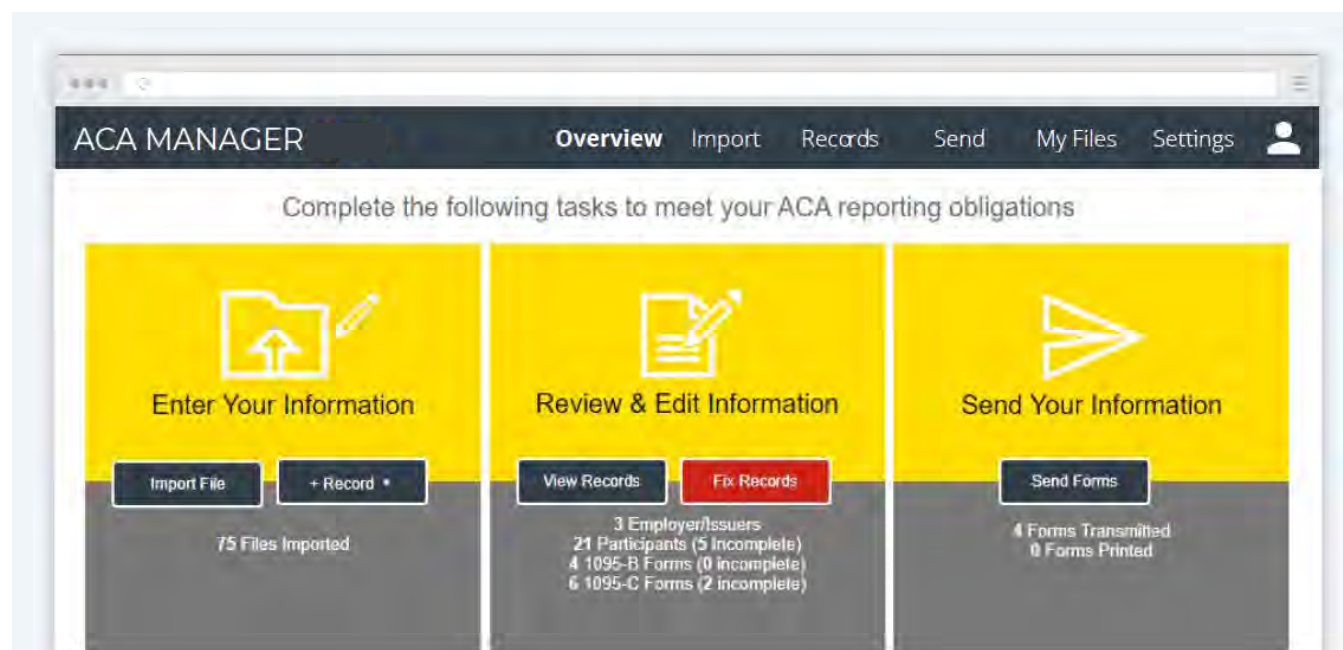 ACA MANAGER Overview Import Records Send My Files Settings
Complete the following tasks to meet your ACA reporting obligations
Enter Your Information
Import File + Record
75 Files Imported
Review & Edit Information
View Records Fix Records
3 Employer/Issuers
21 Participants (5 Incomplete)
4 1095-B Forms (0 incomplete)
6 1095-C Forms (2 incomplete)
Send Your Information
Send Forms
4 Forms Transmitted
0 Forms Printed